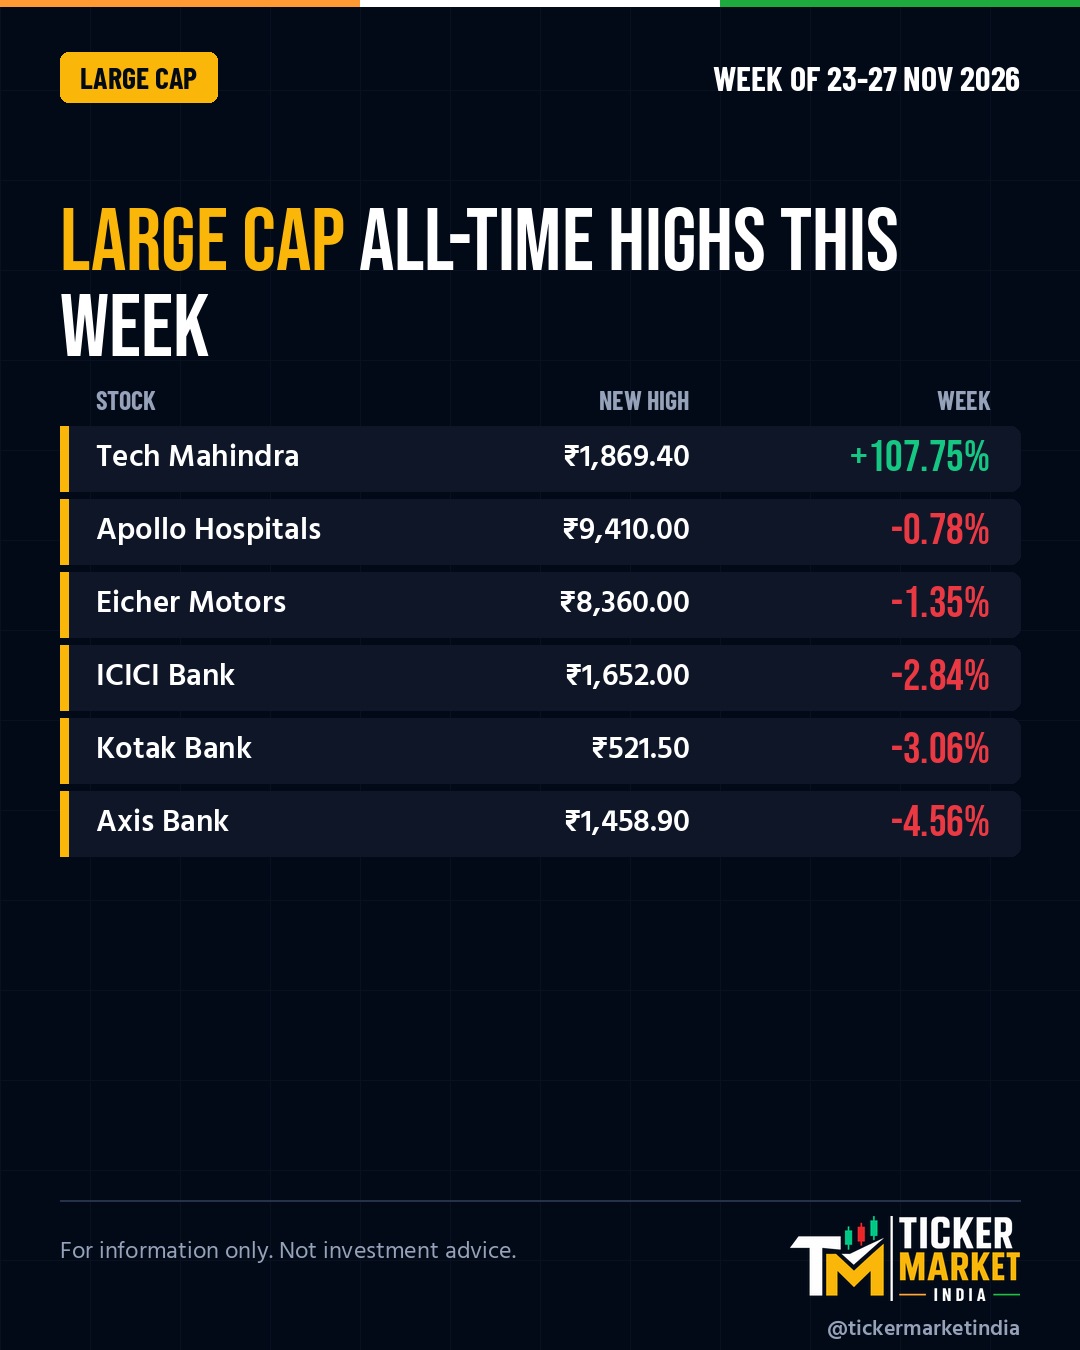 LARGE CAP
WEEK OF 23-27 NOV 2026
LARGE CAP ALL-TIME HIGHS THIS
WEEK
STOCK NEW HIGH WEEK
Tech Mahindra ₹1,869.40 +107.75%
Apollo Hospitals ₹9,410.00 -0.78%
Eicher Motors ₹8,360.00 -1.35%
ICICI Bank ₹1,652.00 -2.84%
Kotak Bank ₹521.50 -3.06%
Axis Bank ₹1,458.90 -4.56%
For information only. Not investment advice.
TM
TICKER
MARKET
INDIA
@tickermarketindia